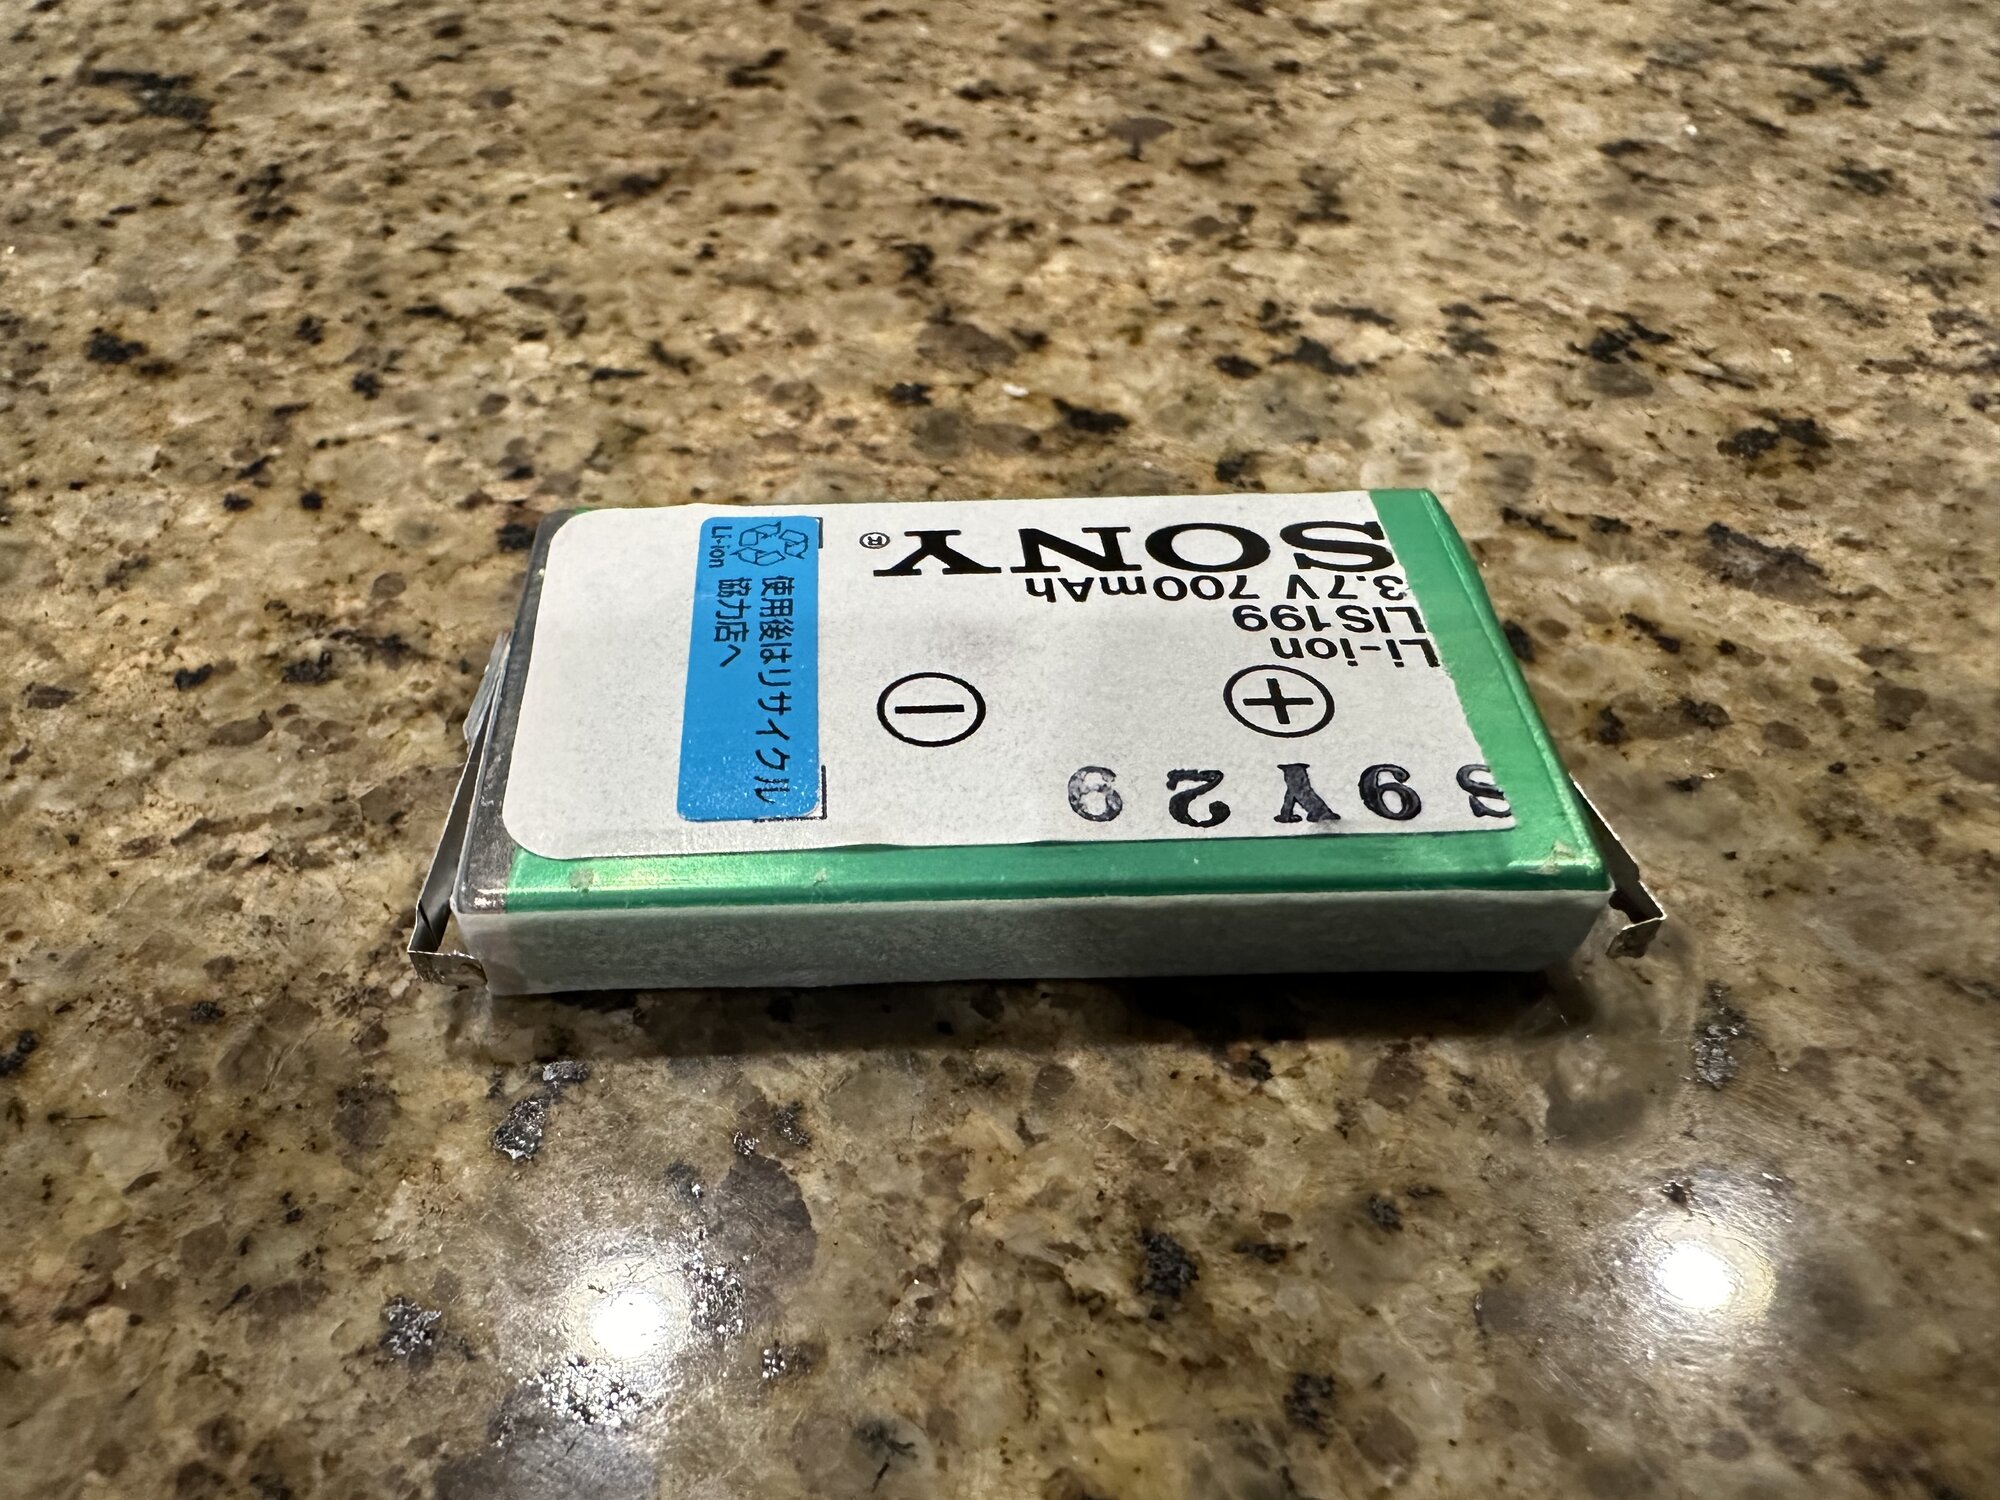 SONY®
3.7V 700mAh
LIS199
Li-ion
+ −
S9Y29
Li-ion
使用後はリサイクル
協力店へ